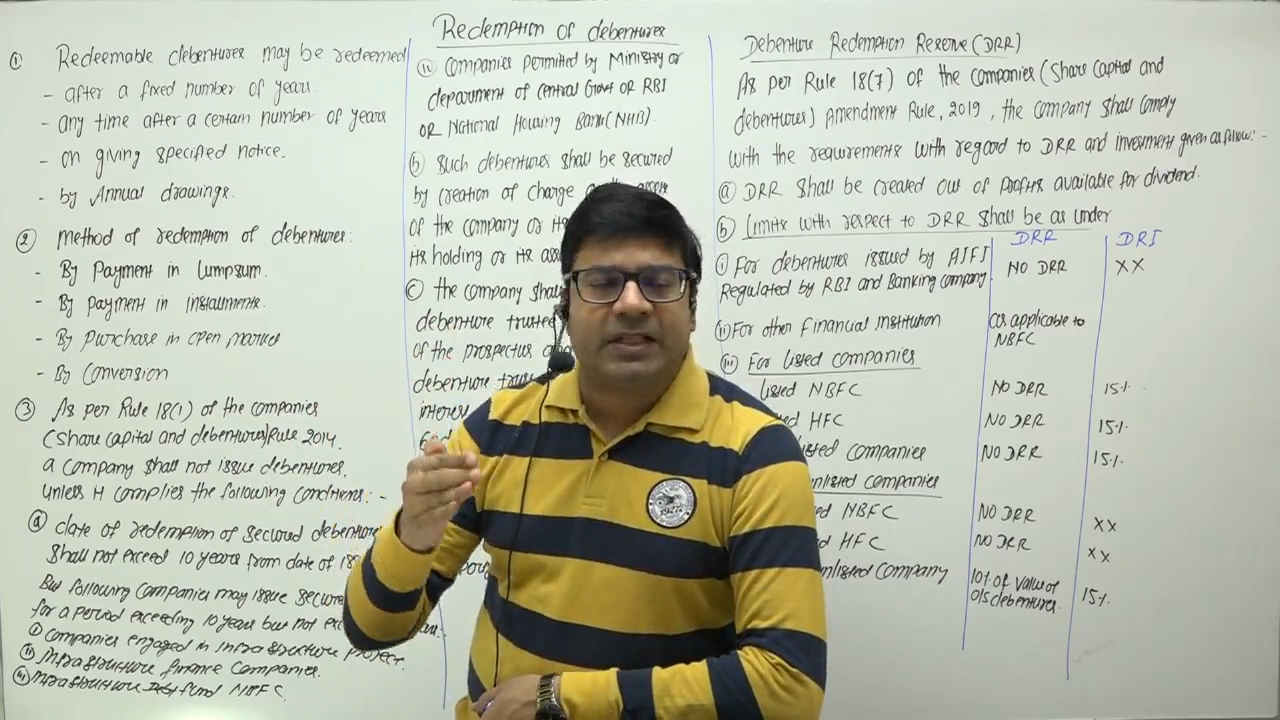 Redemption of debentures
① Redeemable debentures may be redeemed
- after a fixed number of years
- any time after a certain number of years
- on giving specified notice.
- by Annual drawings.
② Method of redemption of debentures:
- By Payment in Lumpsum.
- By payment in installments.
- By Purchase in open market
- By Conversion
③ As per Rule 18(1) of the companies
(Share Capital and debentures) Rule 2014.
a company shall not issue debentures.
unless it complies the following conditions: -
ⓐ date of redemption of secured debenture
shall not exceed 10 years from date of
But following Companies may issue
for a period exceeding 10 years but not
ⓘ Companies engaged in infrastructure project.
ⓘⓘ Infrastructure finance Companies.
ⓘⓘⓘ Infrastructure Debt fund NBFC.
ⓘv Companies permitted by Ministry or
department of Central Govt OR RBI
OR National Housing Bank (NHB)
ⓑ Such debentures shall be secured
by creation of charge
of the company or its
its holding or its
ⓒ the company shall
debenture
of the prospectus
debenture
interest
Debenture Redemption Reserve (DRR)
As per Rule 18(7) of the companies (Share Capital and
debentures) Amendment Rule, 2019, the company shall comply
with the requirements with regard to DRR and investment given as follow: -
ⓐ DRR shall be created out of profits available for dividend.
ⓑ Limits with respect to DRR shall be as under
DRR DRI
ⓘ For debentures issued by AIFI NO DRR XX
Regulated by RBI and Banking company
ⓘⓘ For other Financial Institution as applicable to
NBFC
ⓘⓘⓘ For Listed companies
listed NBFC NO DRR 15%
HFC NO DRR 15%
companies NO DRR 15%
companies
NBFC NO DRR XX
HFC NO DRR XX
unlisted company 10% of value of 15%
o/s debentures.
1927